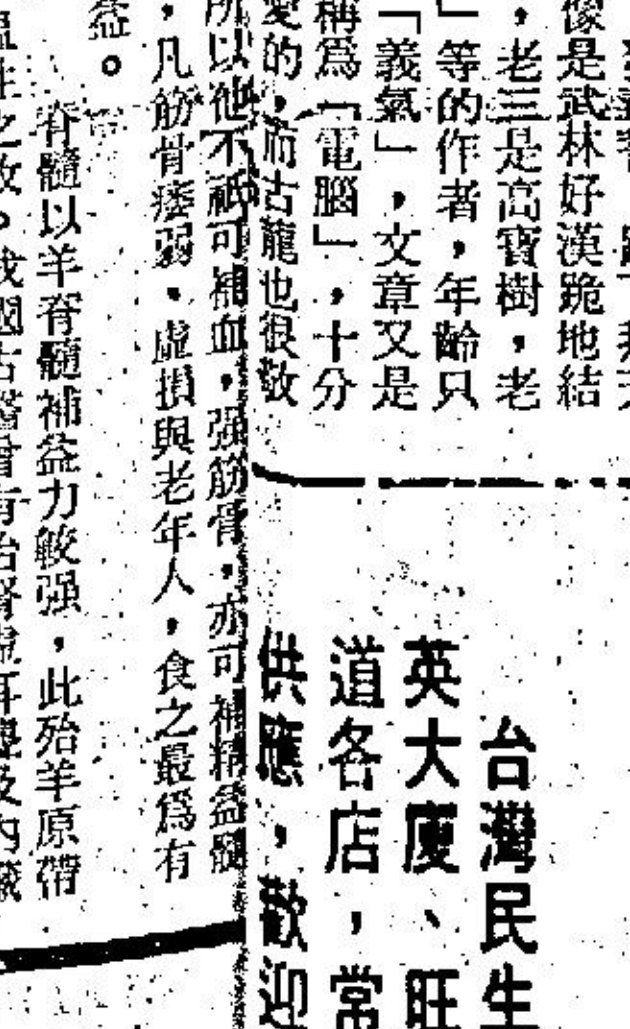 像是武林好漢跪地結
，老三是高寶樹，老
」等的作者，年齡只
「義氣」，文章又是
稱爲「電腦」，十分
愛的，而古龍也很敬
台灣民生
英大廈、旺
道各店，常
供應，歡迎
所以他不祇可補血，强筋骨，亦可補精益髓
，凡筋骨痿弱，虛損與老年人，食之最爲有
益。
脊髓以羊脊髓補益力較强，此殆羊原帶